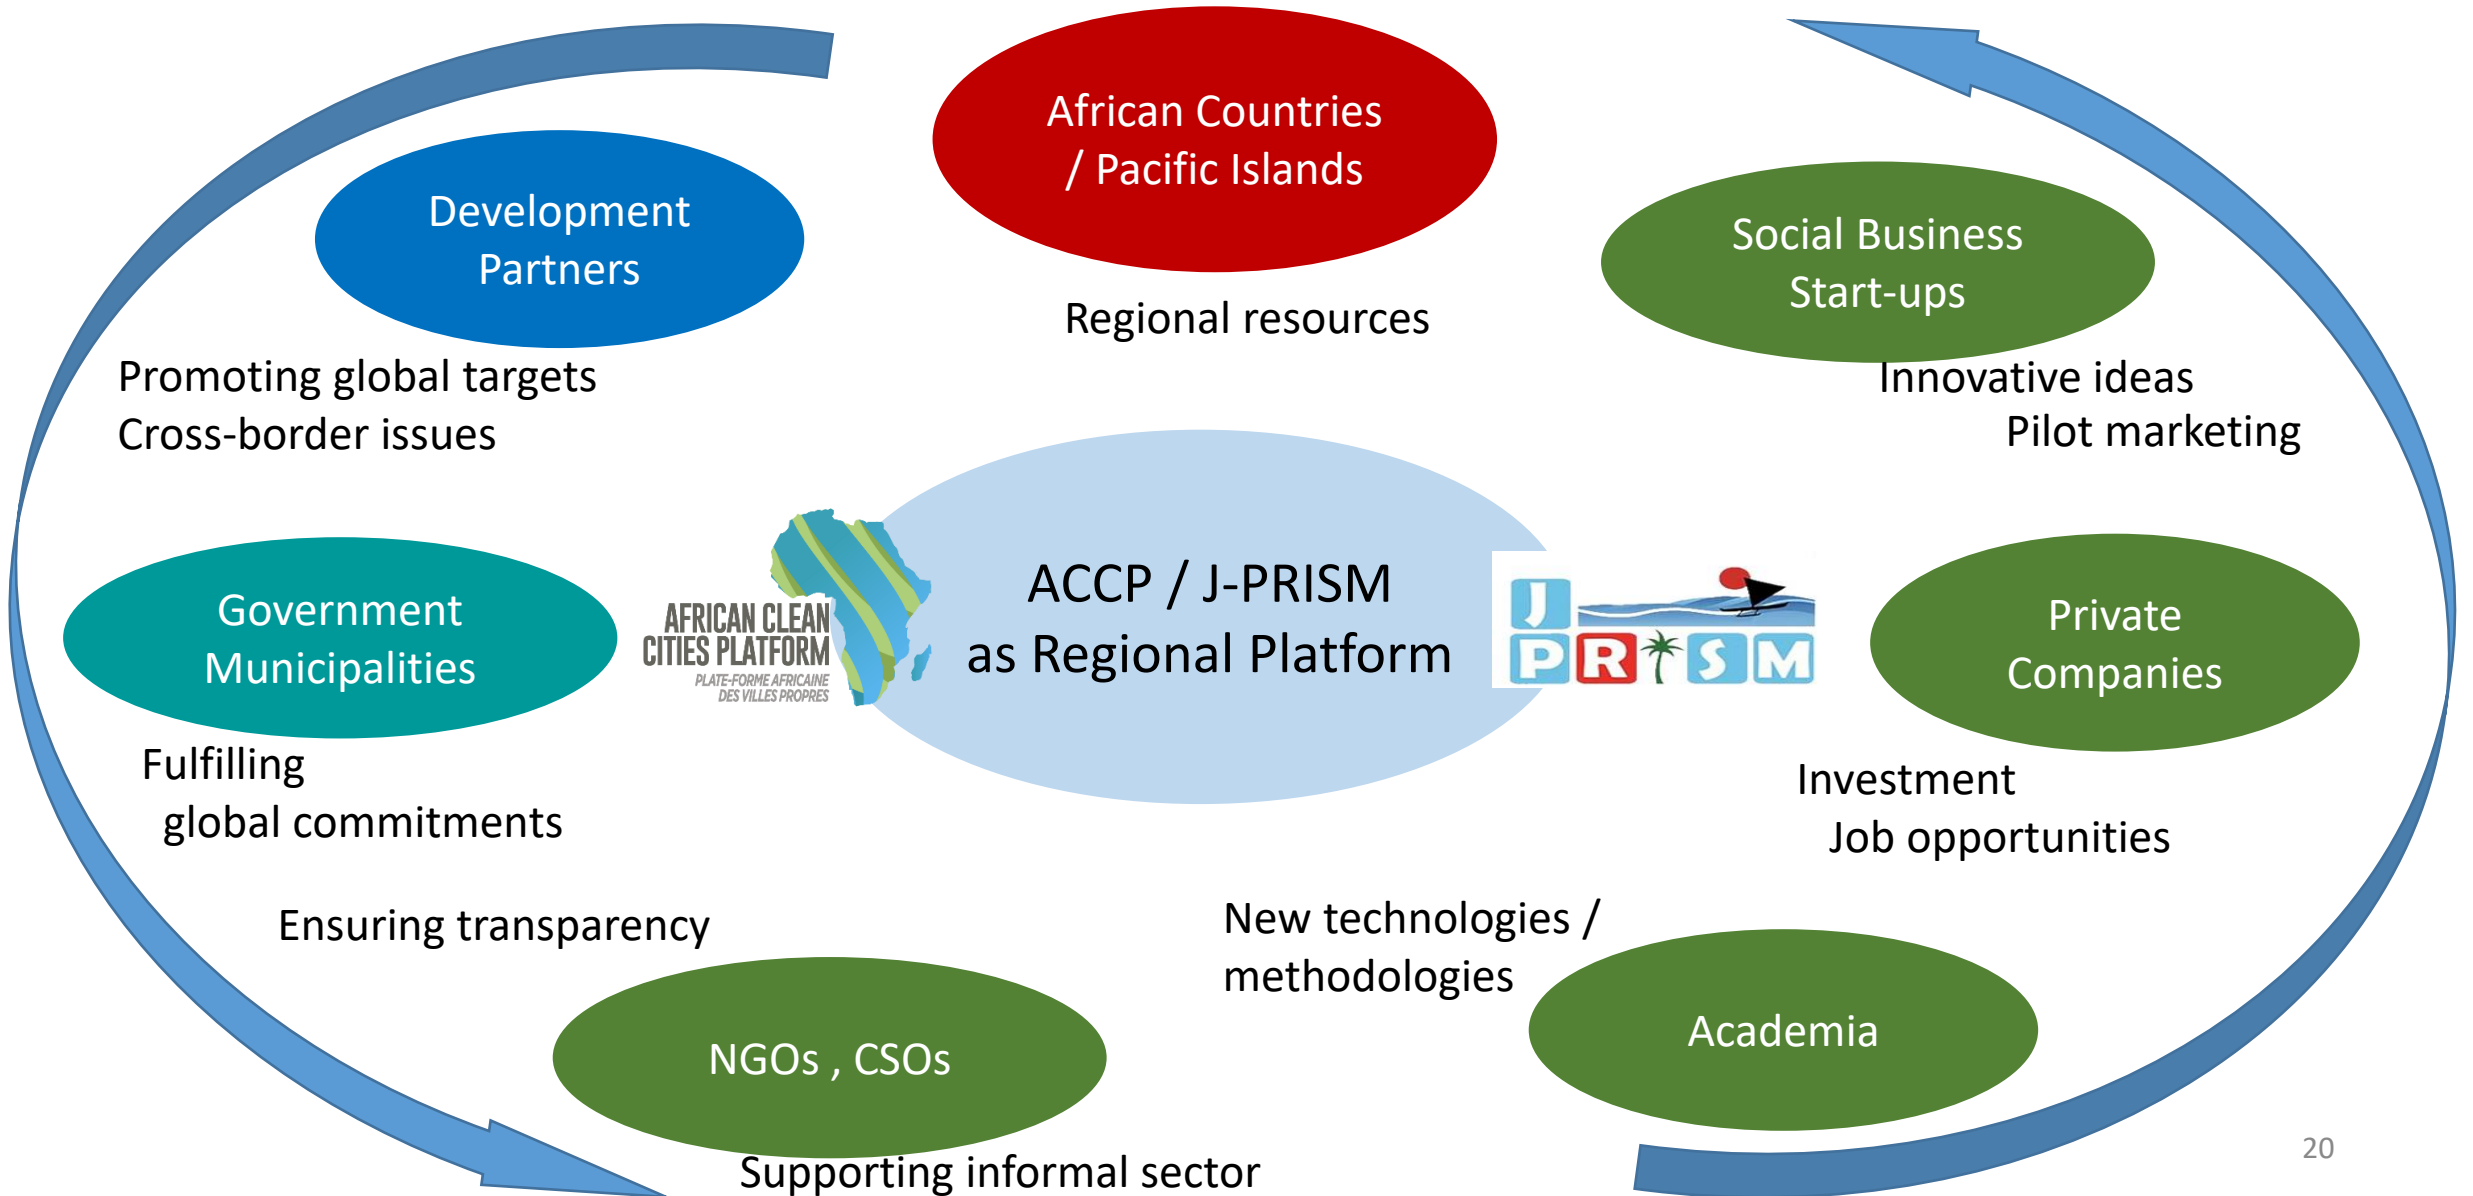 African Countries
/ Pacific Islands
Regional resources
Development
Partners
Promoting global targets
Cross-border issues
Social Business
Start-ups
Innovative ideas
Pilot marketing
Government
Municipalities
Fulfilling
global commitments
AFRICAN CLEAN
CITIES PLATFORM
PLATE-FORME AFRICAINE
DES VILLES PROPRES
ACCP / J-PRISM
as Regional Platform
J
PRISM
Private
Companies
Investment
Job opportunities
Ensuring transparency
NGOs , CSOs
Supporting informal sector
New technologies /
methodologies
Academia
20